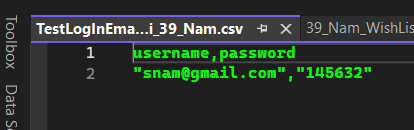 TestLogInEma...i_39_Nam.csv
39_Nam_WishLis
Toolbox
Data S
1 username,password
2 "snam@gmail.com","145632"